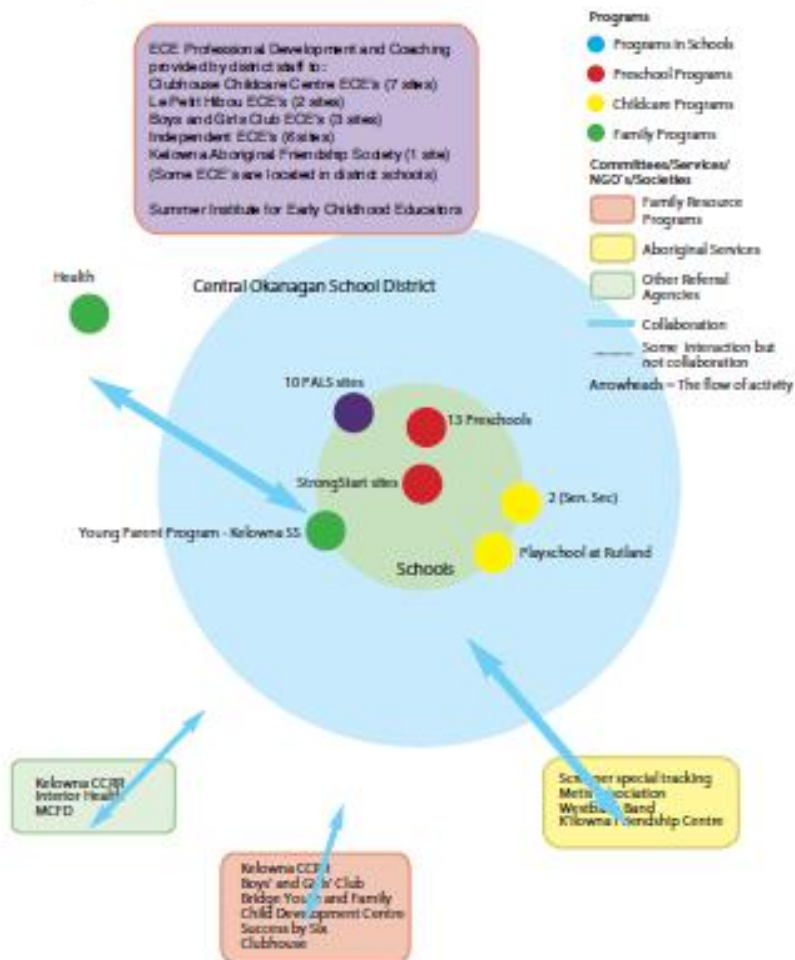 ECE Professional Development and Coaching
provided by district staff to:
Clubhouse Childcare Centre ECE's (7 sites)
Le Petit Hibou ECE's (2 sites)
Boys and Girls Club ECE's (3 sites)
Independent ECE's (6 sites)
Kelowna Aboriginal Friendship Society (1 site)
(Some ECE's are located in district schools)
Summer Institute for Early Childhood Educators
Programs
Programs in Schools
Preschool Programs
Childcare Programs
Family Programs
Committees/Services/
NGO's/Societies
Family Resource
Programs
Aboriginal Services
Other Referral
Agencies
Collaboration
Some interaction but
not collaboration
Arrowheads – The flow of activity
Health
Central Okanagan School District
10 PALS sites
13 Preschools
StrongStart sites
2 (Sen. Sec)
Young Parent Program - Kelowna SS
Playschool at Rutland
Schools
Kelowna CCRR
Interior Health
MCFD
Kelowna CCRR
Boys' and Girls' Club
Bridge Youth and Family
Child Development Centre
Success by Six
Clubhouse
special tracking
Metis Association
Westbank Band
K'lowna Friendship Centre